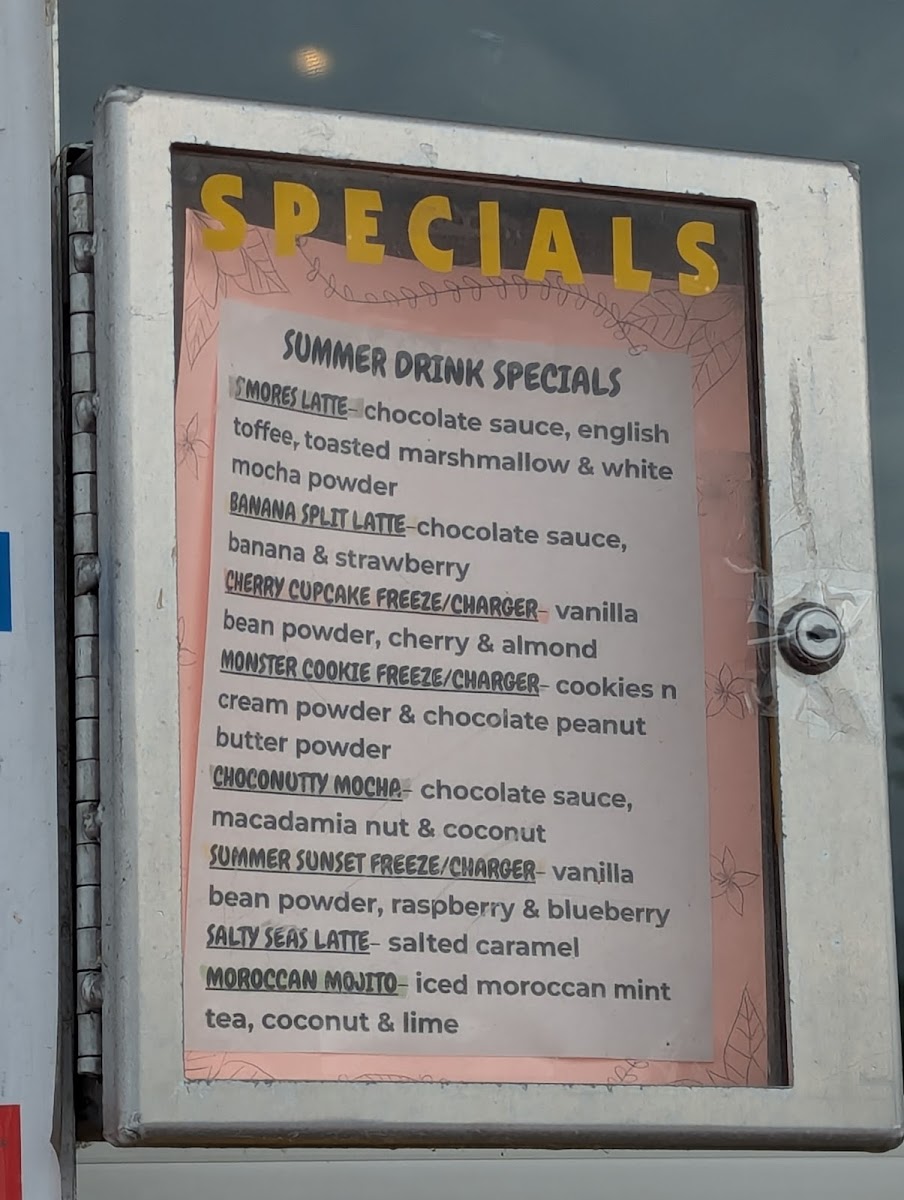 SPECIALS
SUMMER DRINK SPECIALS
S'MORES LATTE- chocolate sauce, english
toffee, toasted marshmallow & white
mocha powder
BANANA SPLIT LATTE-chocolate sauce,
banana & strawberry
CHERRY CUPCAKE FREEZE/CHARGER- vanilla
bean powder, cherry & almond
MONSTER COOKIE FREEZE/CHARGER- cookies n
cream powder & chocolate peanut
butter powder
CHOCONUTTY MOCHA- chocolate sauce,
macadamia nut & coconut
SUMMER SUNSET FREEZE/CHARGER- vanilla
bean powder, raspberry & blueberry
SALTY SEAS LATTE- salted caramel
MOROCCAN MOJITO- iced moroccan mint
tea, coconut & lime